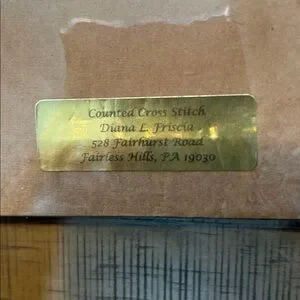 Counted Cross Stitch
Diana L. Friscia
528 Fairhurst Road
Fairless Hills, PA 19030